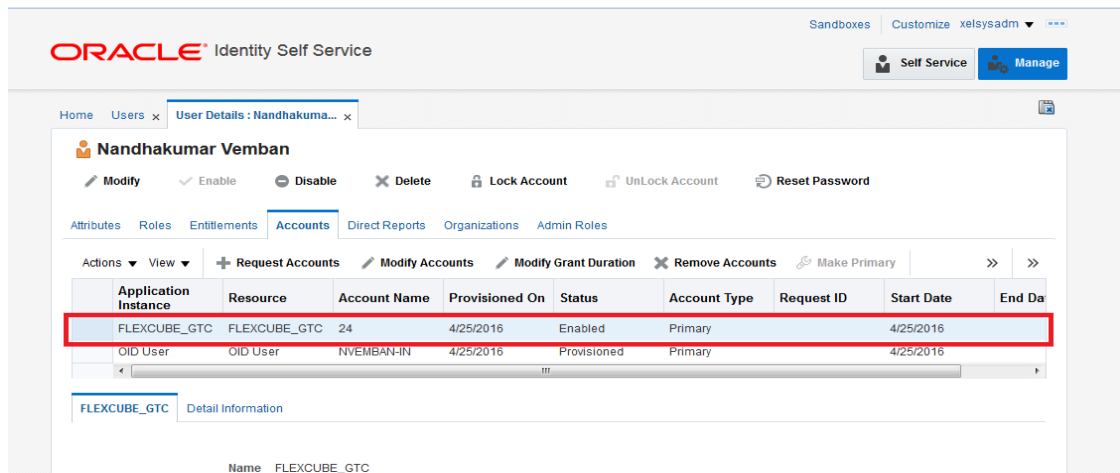 Sandboxes Customize xelsysadm
ORACLE Identity Self Service
Self Service Manage
Home Users x User Details : Nandhakuma... x
Nandhakumar Vemban
Modify Enable Disable Delete Lock Account UnLock Account Reset Password
Attributes Roles Entitlements Accounts Direct Reports Organizations Admin Roles
Actions View Request Accounts Modify Accounts Modify Grant Duration Remove Accounts Make Primary » »
Application Instance Resource Account Name Provisioned On Status Account Type Request ID Start Date End Da
FLEXCUBE_GTC FLEXCUBE_GTC 24 4/25/2016 Enabled Primary 4/25/2016
OID User OID User NVEMBAN-IN 4/25/2016 Provisioned Primary 4/25/2016
FLEXCUBE_GTC Detail Information
Name FLEXCUBE_GTC